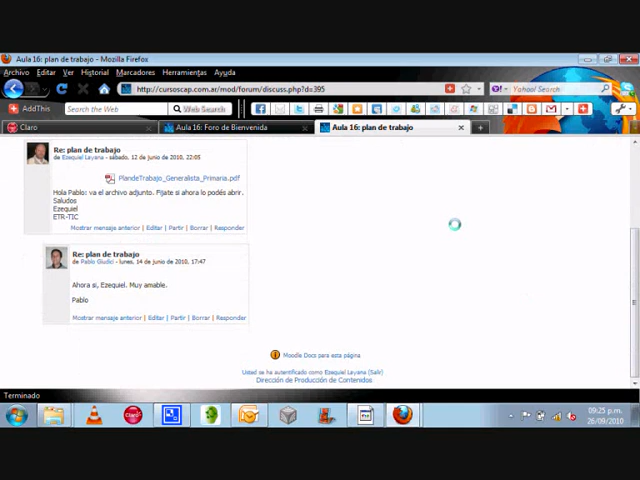 Aula 16: plan de trabajo - Mozilla Firefox
Archivo Editar Ver Historial Marcadores Herramientas Ayuda
http://cursoscap.com.ar/mod/forum/discuss.php?d=395
Yahoo! Search
AddThis Search the Web Web Search
Claro Aula 16: Foro de Bienvenida Aula 16: plan de trabajo
Re: plan de trabajo
de Ezequiel Layana - sábado, 12 de junio de 2010, 22:05
PlandeTrabajo_Generalista_Primaria.pdf
Hola Pablo: va el archivo adjunto. Fijate si ahora lo podés abrir.
Saludos
Ezequiel
ETR-TIC
Mostrar mensaje anterior | Editar | Partir | Borrar | Responder
Re: plan de trabajo
de Pablo Giudici - lunes, 14 de junio de 2010, 17:47
Ahora si, Ezequiel. Muy amable.
Pablo
Mostrar mensaje anterior | Editar | Partir | Borrar | Responder
Moodle Docs para esta página
Usted se ha autentificado como Ezequiel Layana (Salir)
Dirección de Producción de Contenidos
Terminado
09:25 p.m.
26/09/2010